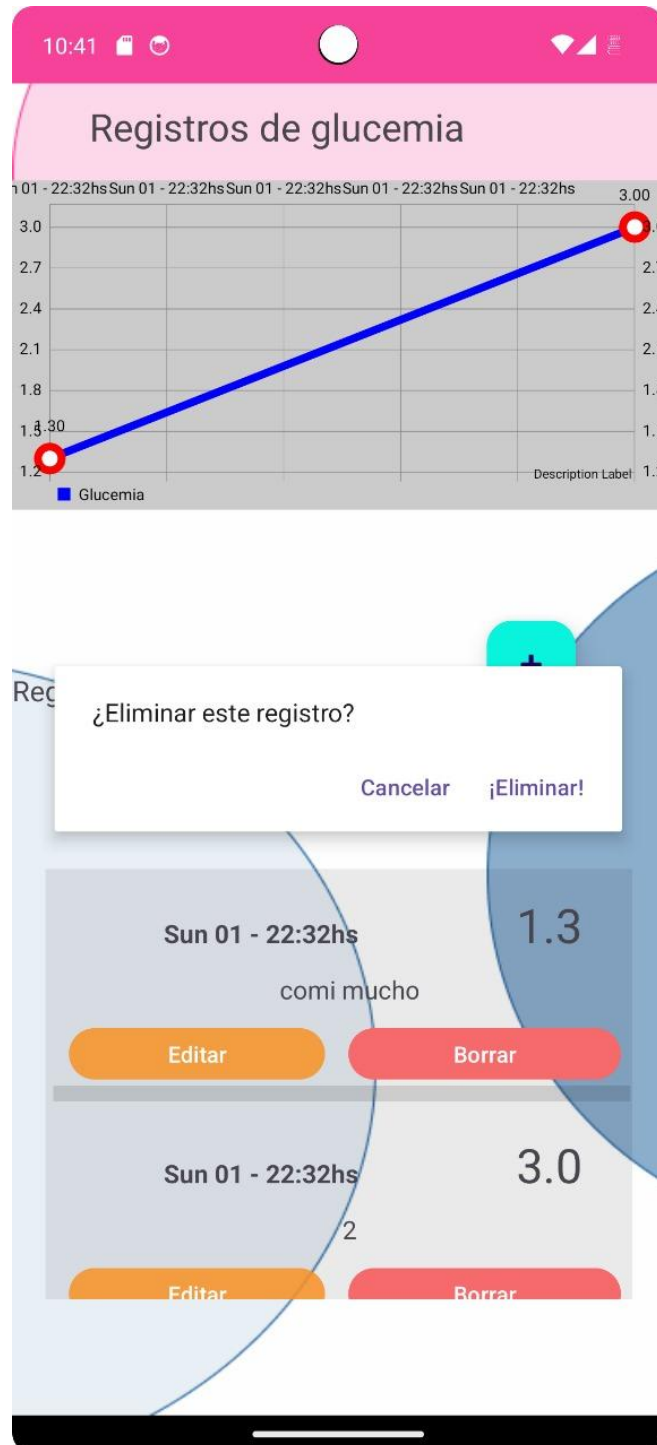 10:41
Registros de glucemia
01 - 22:32hs Sun 01 - 22:32hs Sun 01 - 22:32hs Sun 01 - 22:32hs Sun 01 - 22:32hs
3.00
3.0
2.7
2.4
2.1
1.8
1.5
1.30
1.2
Description Label
Glucemia
+
Reg
¿Eliminar este registro?
Cancelar ¡Eliminar!
Sun 01 - 22:32hs 1.3
comi mucho
Editar Borrar
Sun 01 - 22:32hs 3.0
2
Editar Borrar